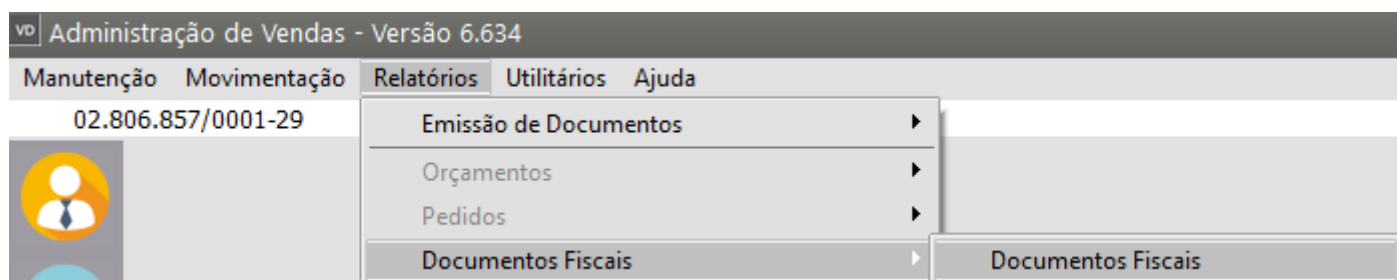 VD Administração de Vendas - Versão 6.634
Manutenção Movimentação Relatórios Utilitários Ajuda
02.806.857/0001-29
Emissão de Documentos
Orçamentos
Pedidos
Documentos Fiscais Documentos Fiscais